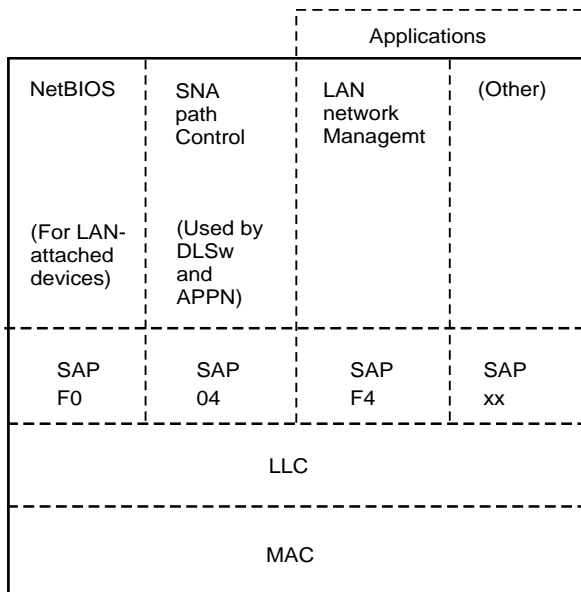 Applications
NetBIOS
SNA
path
Control
LAN
network
Managemt
(Other)
(For LAN-
attached
devices)
(Used by
DLSw
and
APPN)
SAP
F0
SAP
04
SAP
F4
SAP
xx
LLC
MAC